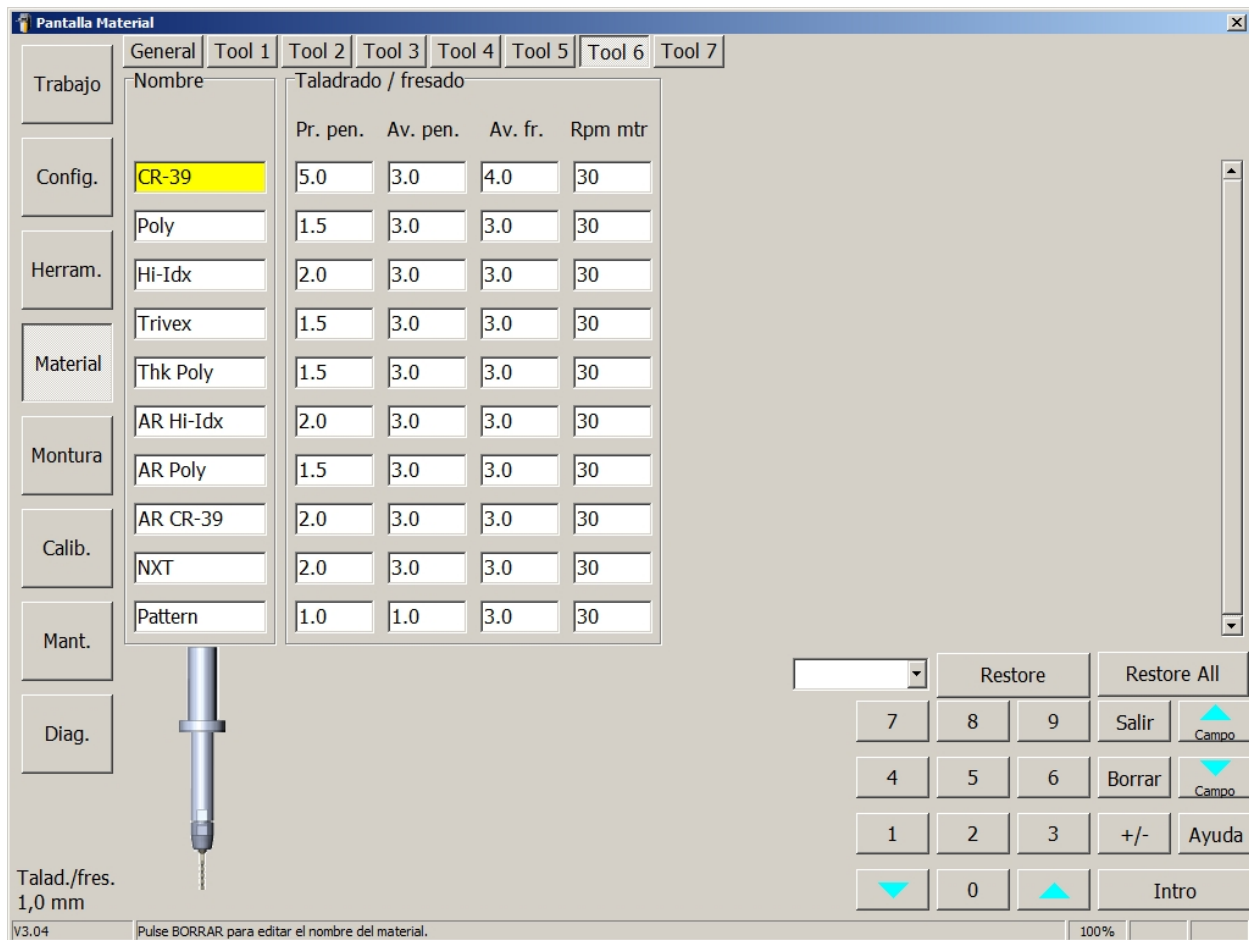 Pantalla Material
General Tool 1 Tool 2 Tool 3 Tool 4 Tool 5 Tool 6 Tool 7
Trabajo
Config.
Herram.
Material
Montura
Calib.
Mant.
Diag.
Nombre Taladrado / fresado
Pr. pen. Av. pen. Av. fr. Rpm mtr
CR-39 5.0 3.0 4.0 30
Poly 1.5 3.0 3.0 30
Hi-Idx 2.0 3.0 3.0 30
Trivex 1.5 3.0 3.0 30
Thk Poly 1.5 3.0 3.0 30
AR Hi-Idx 2.0 3.0 3.0 30
AR Poly 1.5 3.0 3.0 30
AR CR-39 2.0 3.0 3.0 30
NXT 2.0 3.0 3.0 30
Pattern 1.0 1.0 3.0 30
Restore Restore All
7 8 9 Salir Campo
4 5 6 Borrar Campo
1 2 3 +/- Ayuda
0 Intro
Talad./fres.
1,0 mm
V3.04 Pulse BORRAR para editar el nombre del material. 100%